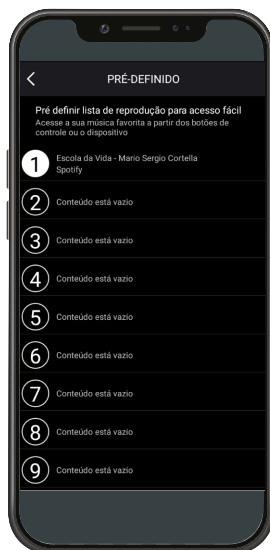 PRÉ-DEFINIDO
Pré definir lista de reprodução para acesso fácil
Acesse a sua música favorita a partir dos botões de
controle ou o dispositivo
1
Escola da Vida - Mario Sergio Cortella
Spotify
2 Conteúdo está vazio
3 Conteúdo está vazio
4 Conteúdo está vazio
5 Conteúdo está vazio
6 Conteúdo está vazio
7 Conteúdo está vazio
8 Conteúdo está vazio
9 Conteúdo está vazio